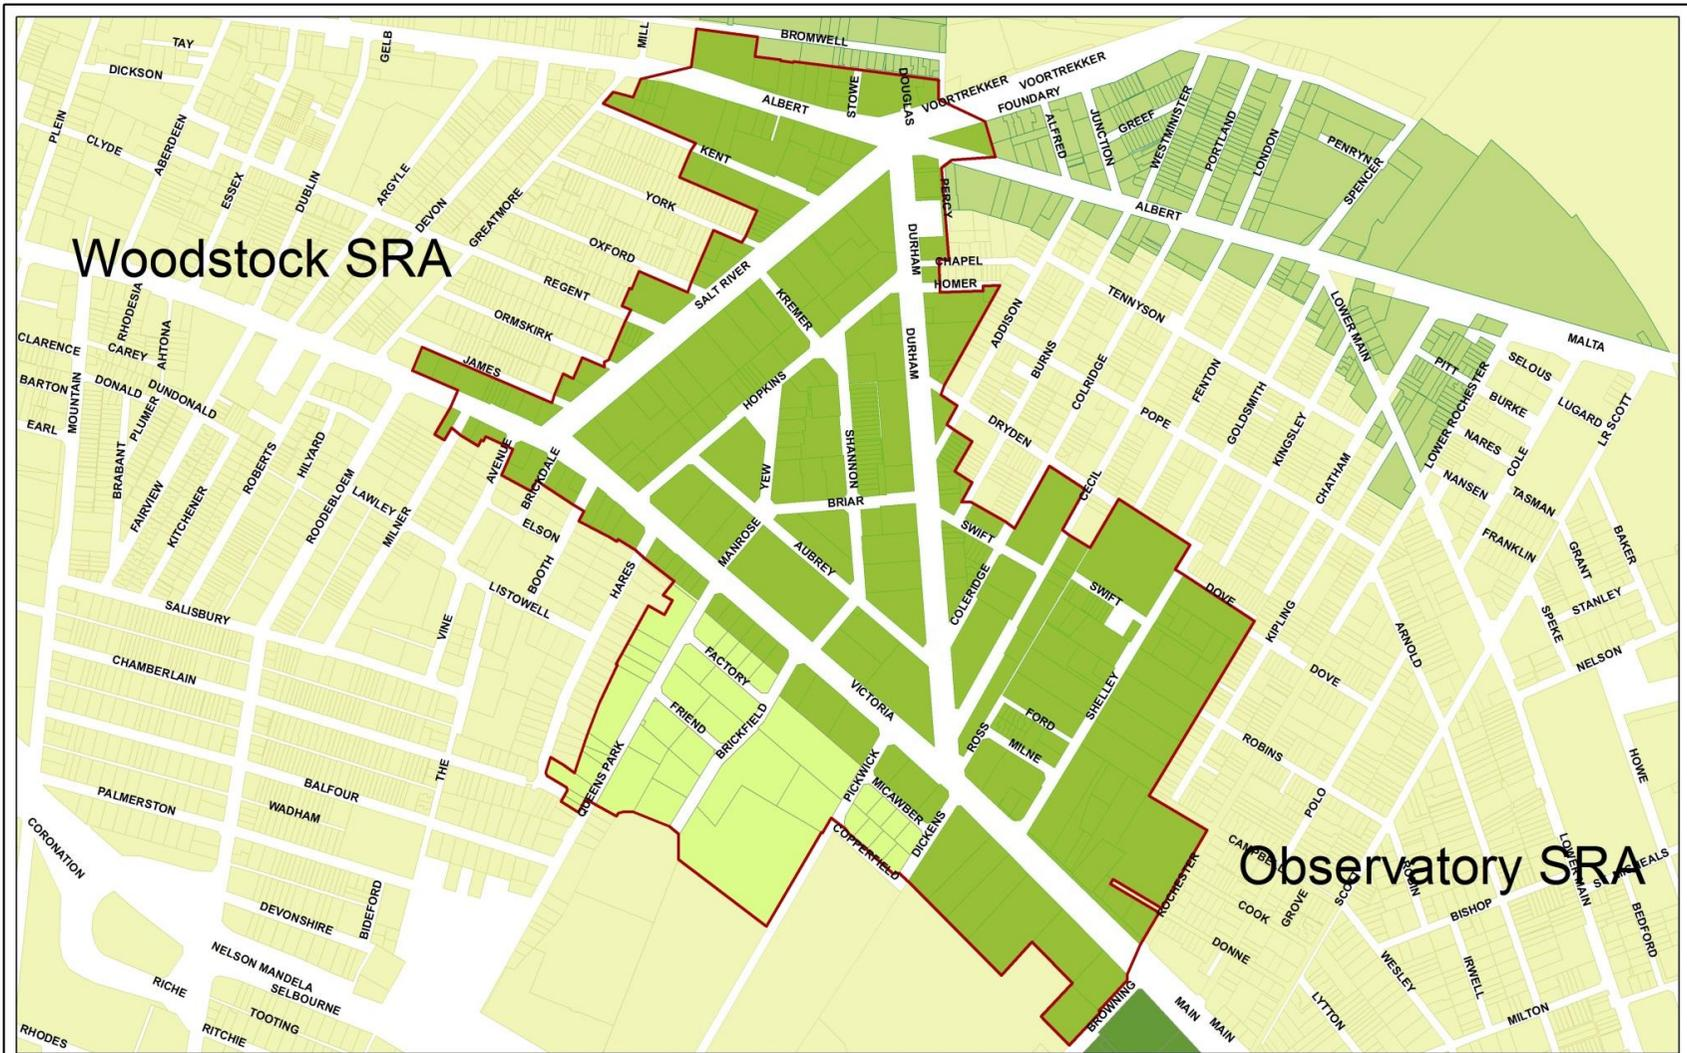 TAY
GELB
MILL
BROMWELL
DICKSON
STOWE
DOUGLAS
VOORTREKKER
VOORTREKKER
FOUNDARY
PLEIN
CLYDE
ABERDEEN
ALBERT
ALFRED
JUNCTION
GREEF
WESTMINISTER
PORTLAND
LONDON
PENRYN
SPENCER
ESSEX
DUBLIN
ARGYLE
DEVON
GREATMORE
KENT
YORK
PERCY
ALBERT
Woodstock SRA
OXFORD
REGENT
SALT RIVER
DURHAM
CHAPEL
HOMER
RHODESIA
AHTONA
ORMSKIRK
KREMER
ADDISON
TENNYSON
LOWER MAIN
MALTA
CLARENCE
CAREY
JAMES
DURHAM
BURNS
COLRIDGE
FENTON
PITT
SELOUS
BARTON
MOUNTAIN
DONALD
PLUMER
DUNDONALD
HOPKINS
GOLDSMITH
LOWER ROCHESTER
BURKE
LUGARD
LR SCOTT
EARL
BRABANT
ROBERTS
HILYARD
AVENUE
BRICKDALE
YEW
SHANNON
DRYDEN
POPE
KINGSLEY
NARES
COLE
FAIRVIEW
KITCHENER
ROODEBLOEM
LAWLEY
MILNER
ELSON
BRIAR
CECIL
CHATHAM
NANSEN
TASMAN
BOOTH
HARES
MANROSE
AUBREY
SWIFT
FRANKLIN
GRANT
BAKER
LISTOWELL
COLERIDGE
SWIFT
DOVE
KIPLING
STANLEY
SALISBURY
VINE
ARNOLD
SPEKE
CHAMBERLAIN
FACTORY
VICTORIA
SHELLEY
DOVE
NELSON
FRIEND
BRICKFIELD
FORD
ROSS
MILNE
ROBINS
THE
BALFOUR
QUEENS PARK
PICKWICK
HOWE
PALMERSTON
WADHAM
MICAWBER
POLO
CORONATION
COPPERFIELD
DICKENS
Observatory SRA
LOWER MAIN
BIDEFORD
ROCHESTER
COOK
GROVE
BISHOP
BEDFORD
DEVONSHIRE
DONNE
NELSON MANDELA
SELBOURNE
WESLEY
IRWELL
RICHE
TOOTING
BROWNING
MAIN
MAIN
LYTTON
MILTON
RHODES
RITCHIE